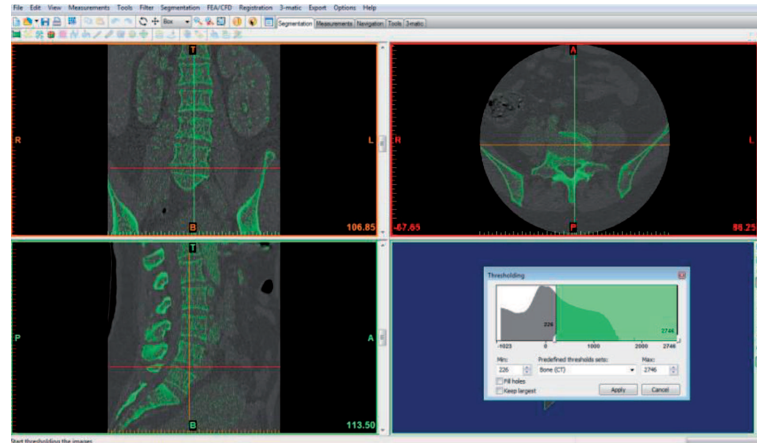 File Edit View Measurements Tools Filter Segmentation FEA/CFD Registration 3-matic Export Options Help
Box Segmentation Measurements Navigation Tools 3-matic
T
R
L
B
106.85
A
R
L
P
-67.65
86.25
T
P
A
B
113.50
Thresholding
226
2746
-1023 0 1000 2000 2746
Min: Predefined thresholds sets: Max:
226 Bone (CT) 2746
Fill holes
Keep largest
Apply Cancel
Start thresholding the images